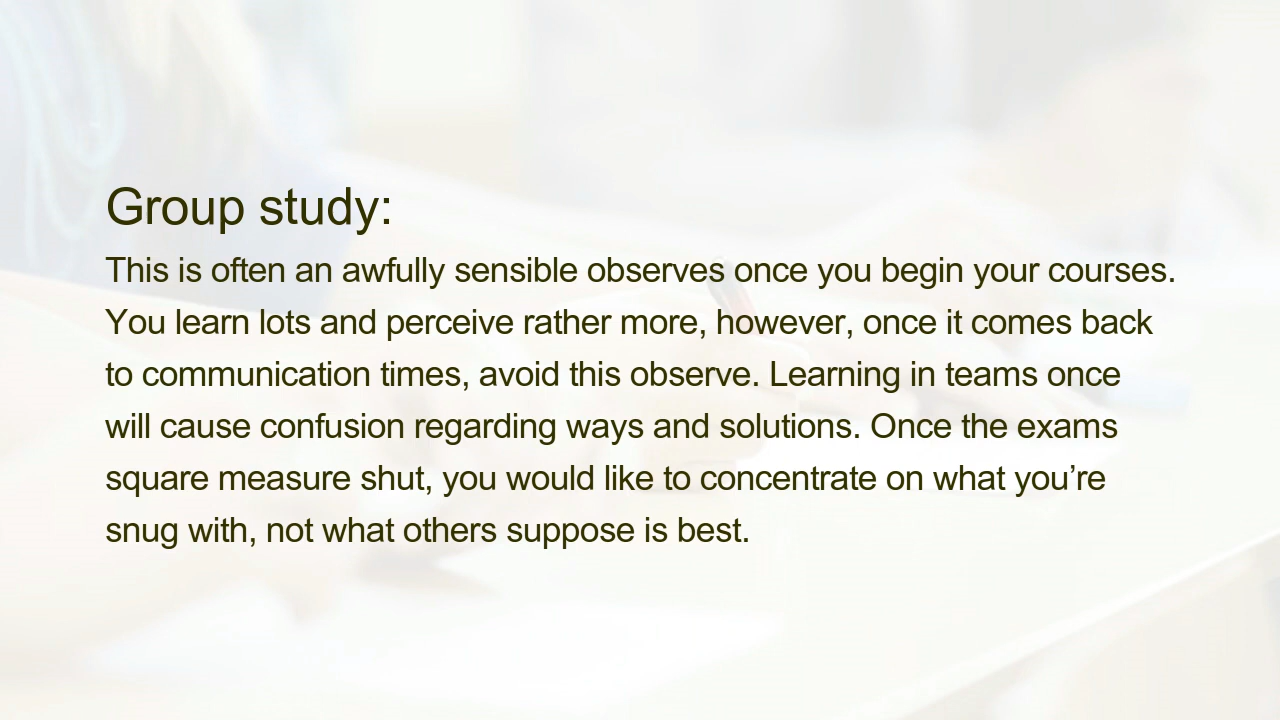 Group study:
This is often an awfully sensible observes once you begin your courses.
You learn lots and perceive rather more, however, once it comes back
to communication times, avoid this observe. Learning in teams once
will cause confusion regarding ways and solutions. Once the exams
square measure shut, you would like to concentrate on what you’re
snug with, not what others suppose is best.